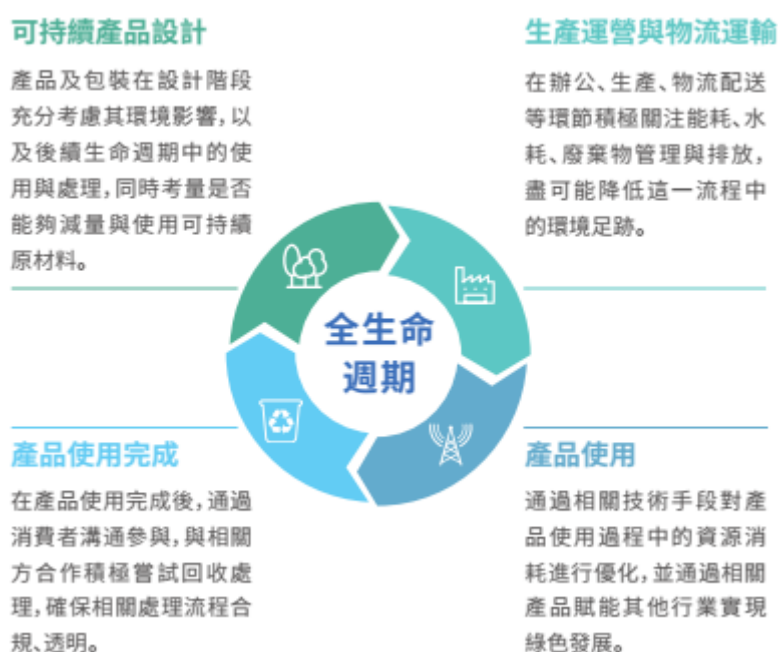 可持續產品設計
產品及包裝在設計階段
充分考慮其環境影響，以
及後續生命週期中的使
用與處理，同時考量是否
能夠減量與使用可持續
原材料。
生產運營與物流運輸
在辦公、生產、物流配送
等環節積極關注能耗、水
耗、廢棄物管理與排放，
盡可能降低這一流程中
的環境足跡。
全生命
週期
產品使用完成
在產品使用完成後，通過
消費者溝通參與，與相關
方合作積極嘗試回收處
理，確保相關處理流程合
規、透明。
產品使用
通過相關技術手段對產
品使用過程中的資源消
耗進行優化，並通過相關
產品賦能其他行業實現
綠色發展。